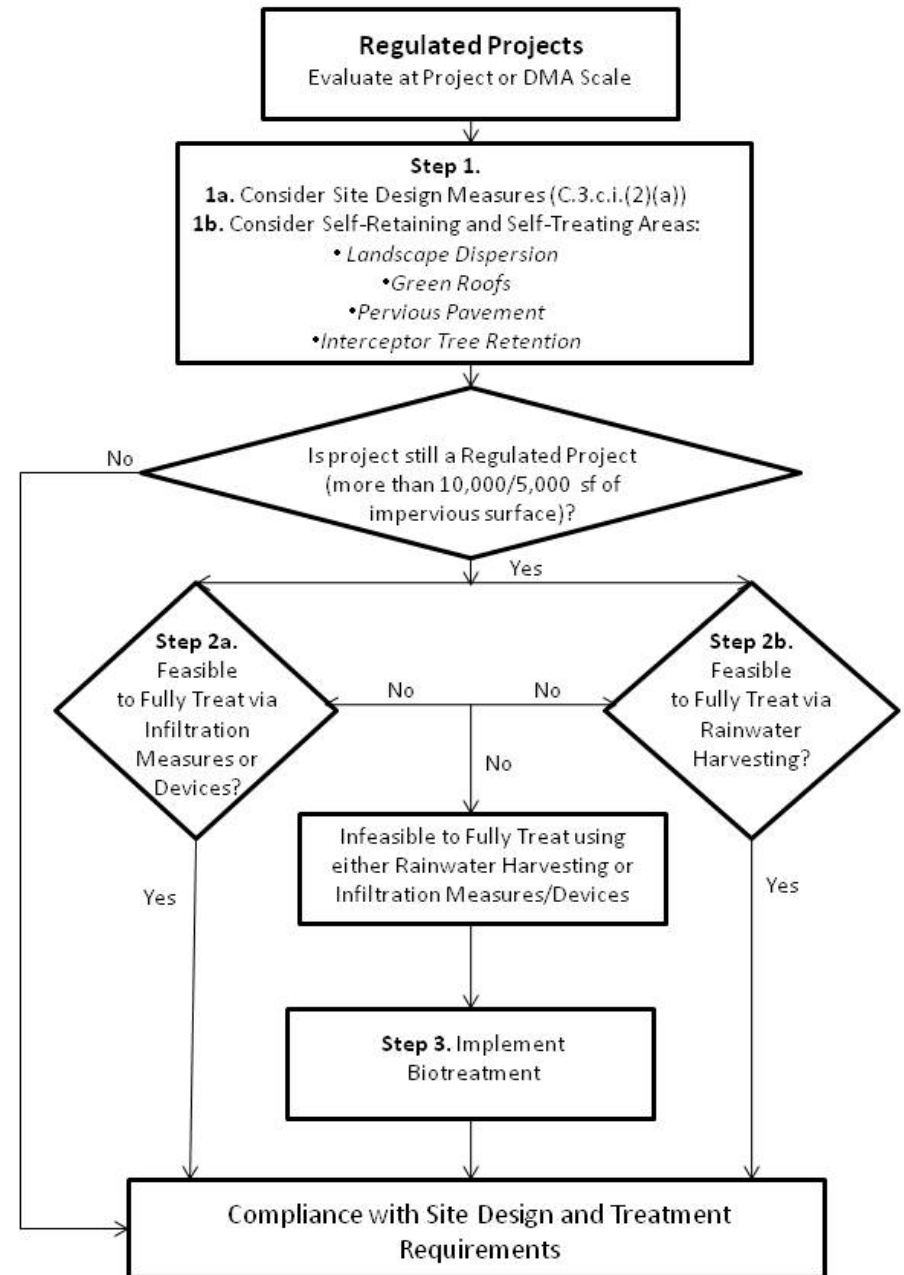 Regulated Projects
Evaluate at Project or DMA Scale
Step 1.
1a. Consider Site Design Measures (C.3.c.i.(2)(a))
1b. Consider Self-Retaining and Self-Treating Areas:
•Landscape Dispersion
•Green Roofs
•Pervious Pavement
•Interceptor Tree Retention
No
Is project still a Regulated Project
(more than 10,000/5,000 sf of
impervious surface)?
Yes
Step 2a.
Feasible
to Fully Treat via
Infiltration
Measures or
Devices?
No
No
Step 2b.
Feasible
to Fully Treat via
Rainwater
Harvesting?
No
Infeasible to Fully Treat using
either Rainwater Harvesting or
Infiltration Measures/Devices
Yes
Yes
Step 3. Implement
Biotreatment
Compliance with Site Design and Treatment
Requirements